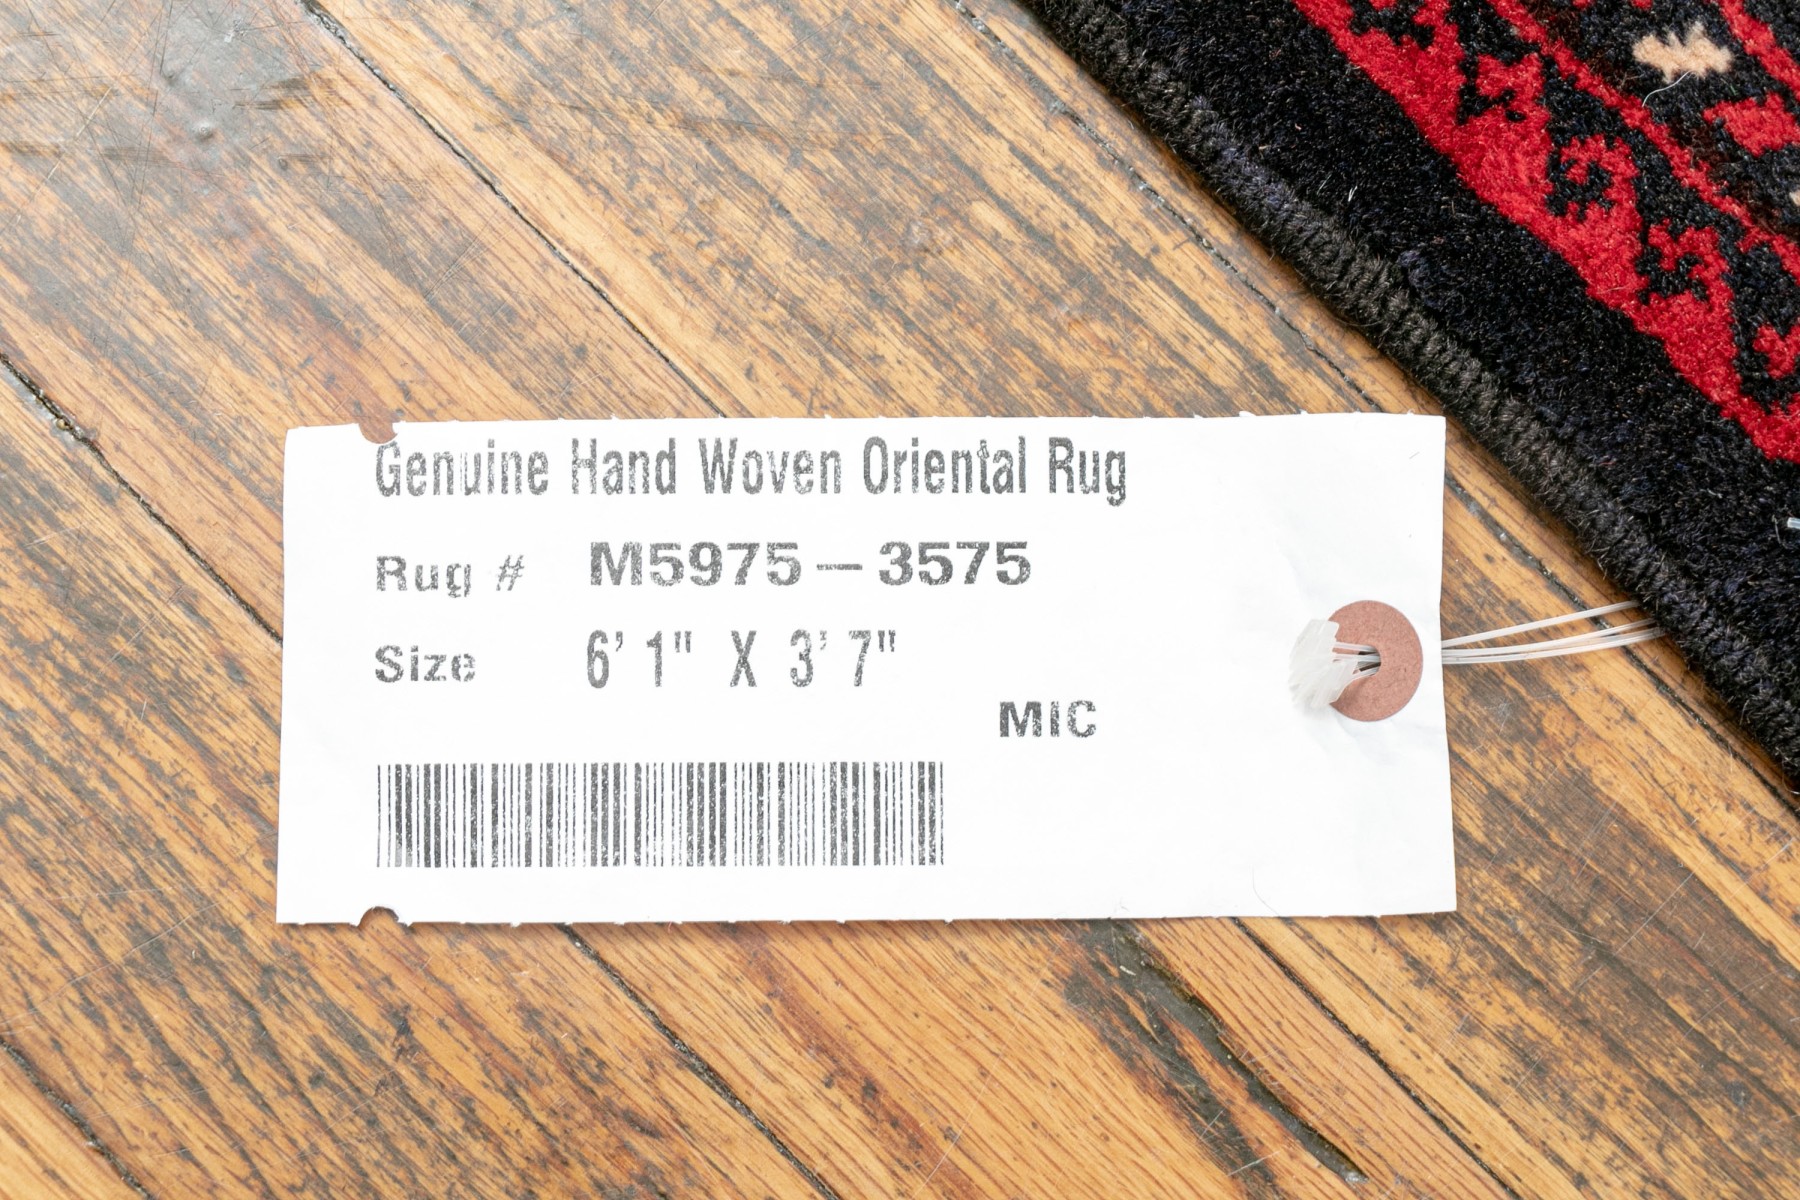 Genuine Hand Woven Oriental Rug
Rug # M5975-3575
Size 6' 1" X 3' 7"
MIC